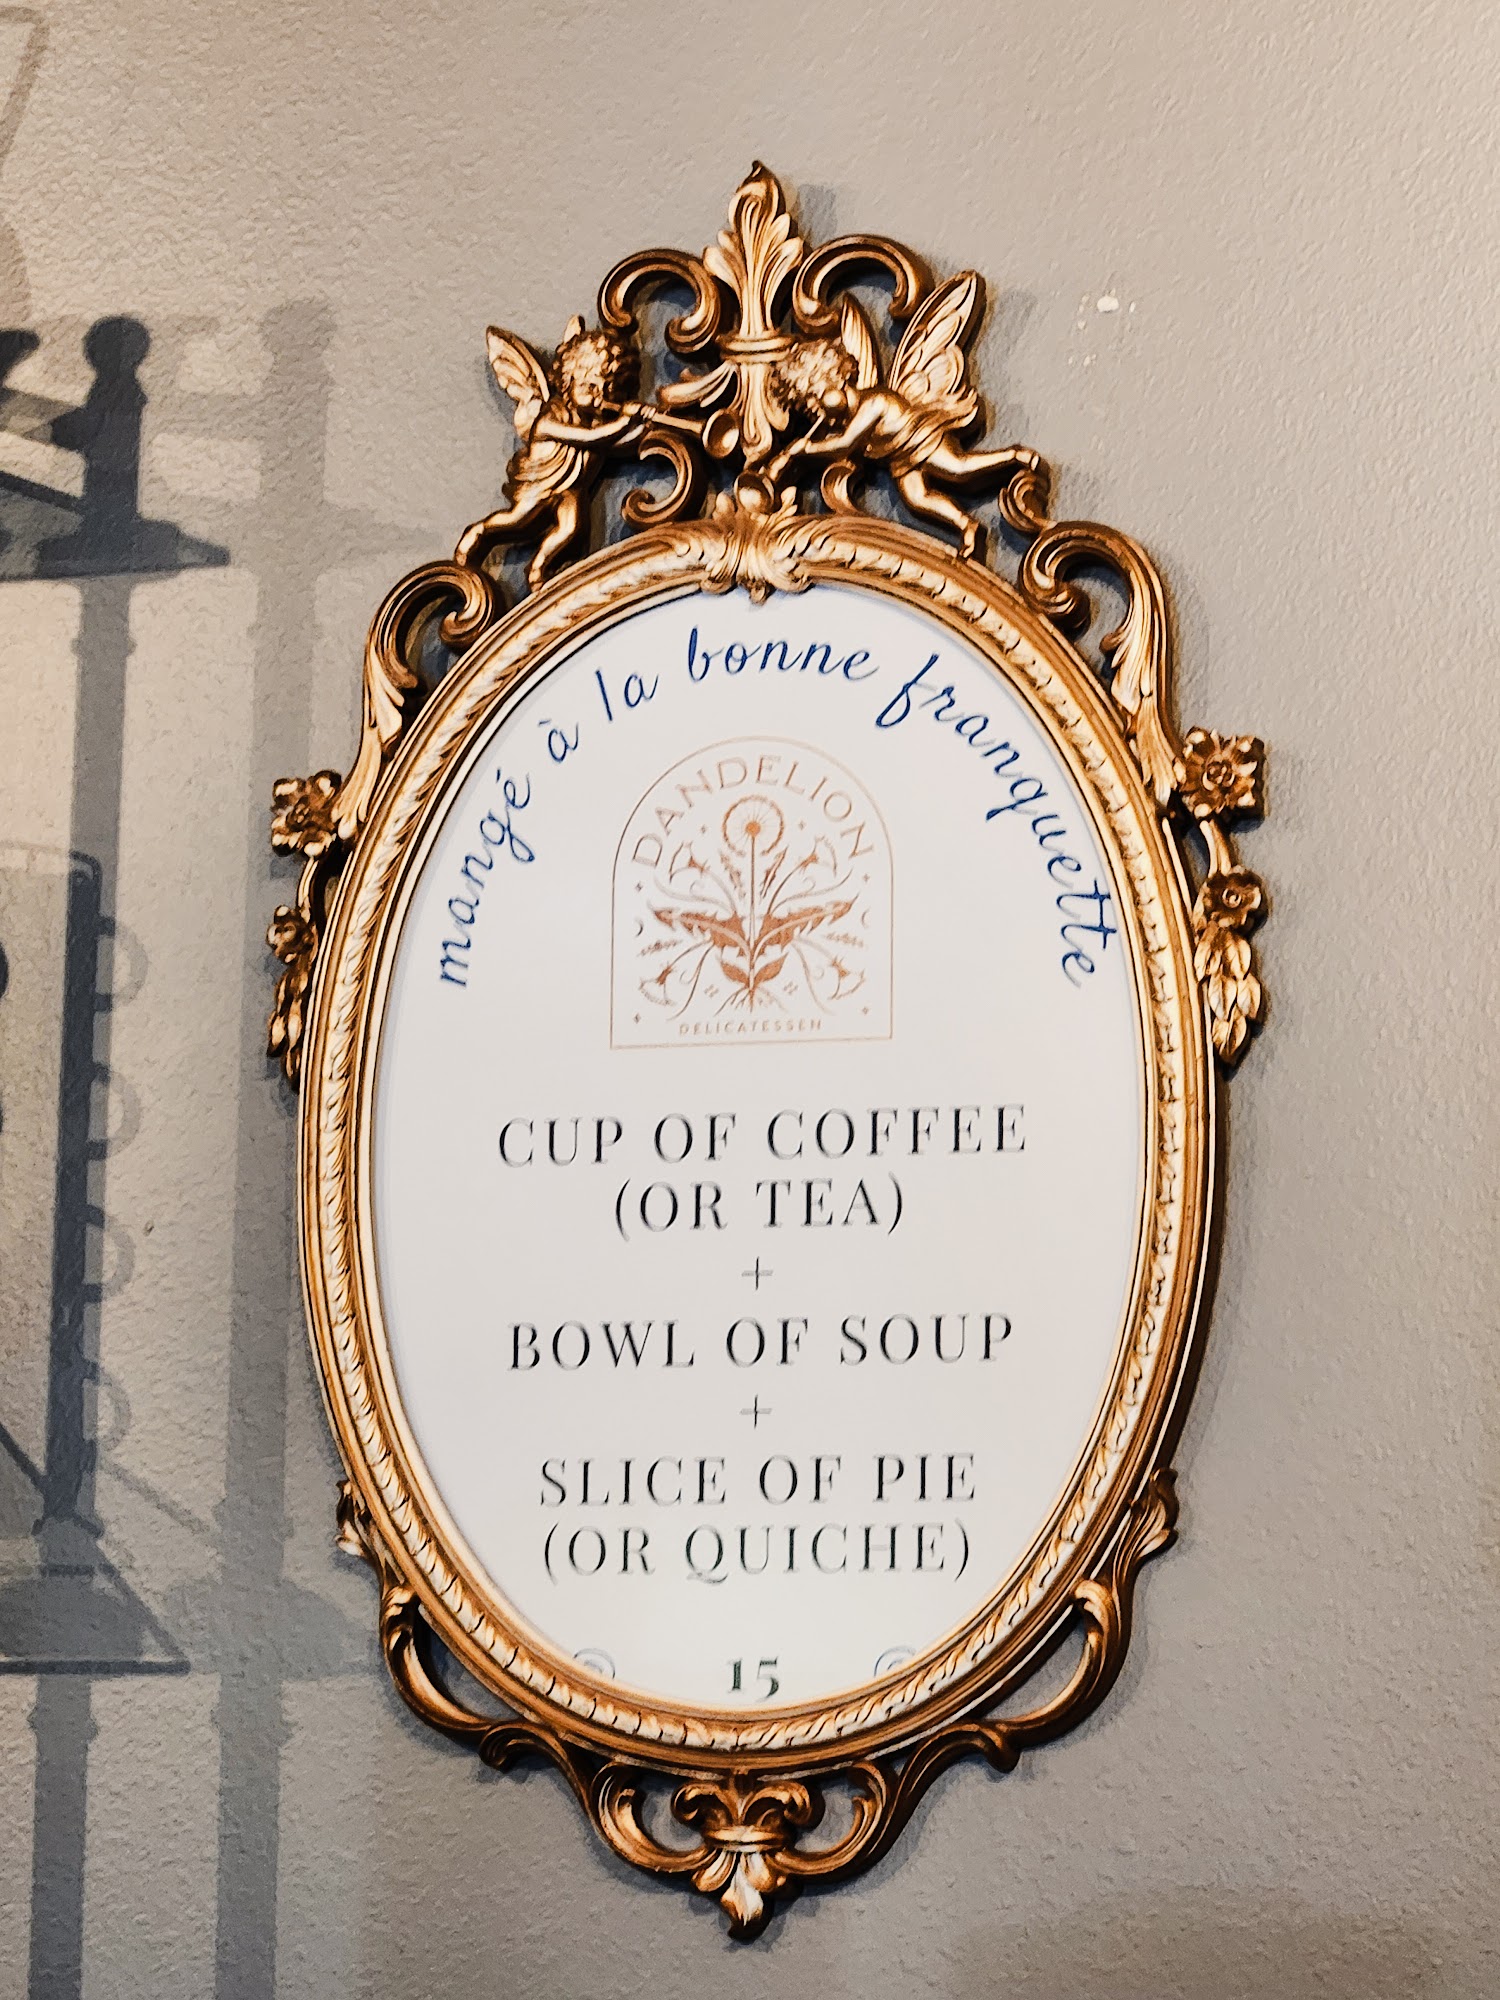 mangé à la bonne franquette
DANDELION
DELICATESSEN
CUP OF COFFEE
(OR TEA)
+
BOWL OF SOUP
+
SLICE OF PIE
(OR QUICHE)
15